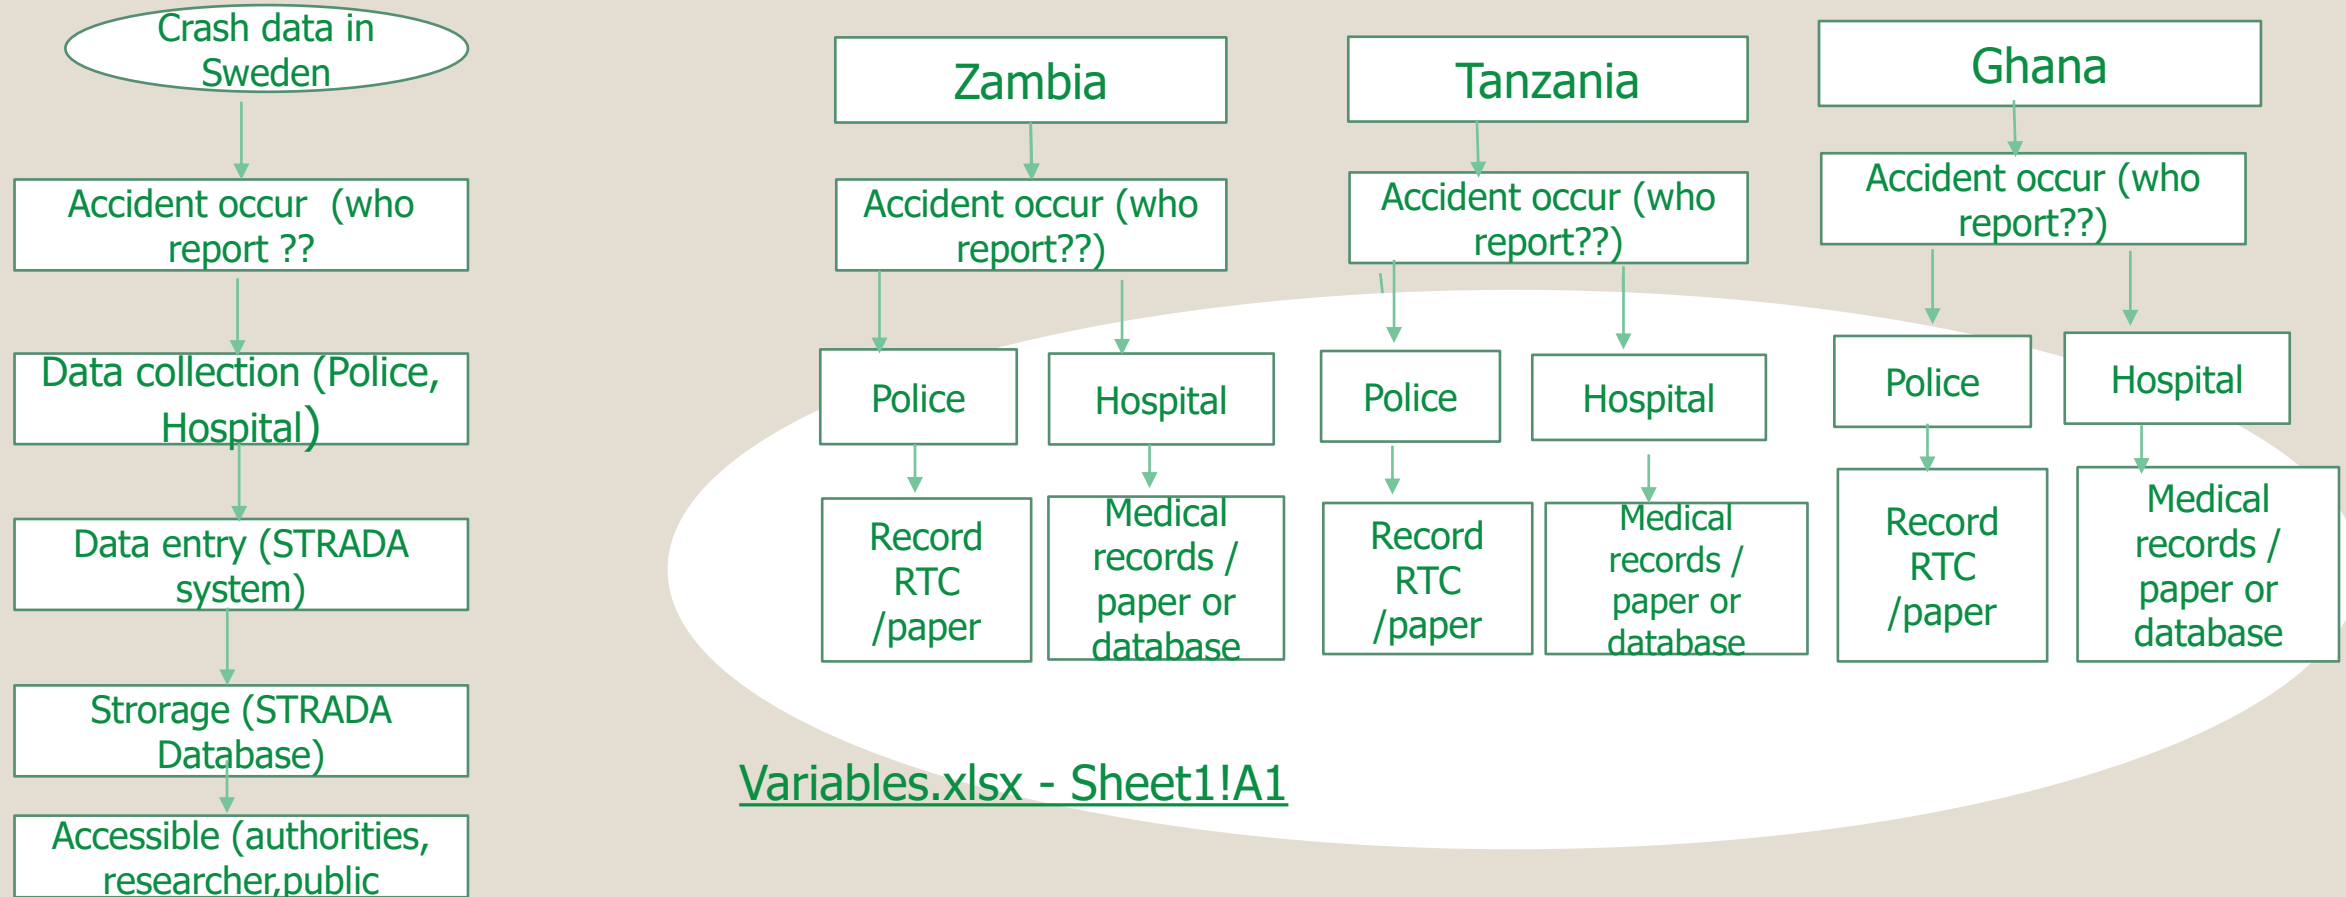 Crash data in
Sweden
Accident occur  (who
report ??
Data collection (Police,
Hospital)
Data entry (STRADA
system)
Strorage (STRADA
Database)
Accessible (authorities,
researcher,public
Zambia
Accident occur (who
report??)
Police
Hospital
Record
RTC
/paper
Medical
records /
paper or
database
Tanzania
Accident occur (who
report??)
Police
Hospital
Record
RTC
/paper
Medical
records /
paper or
database
Ghana
Accident occur (who
report??)
Police
Hospital
Record
RTC
/paper
Medical
records /
paper or
database
Variables.xlsx - Sheet1!A1